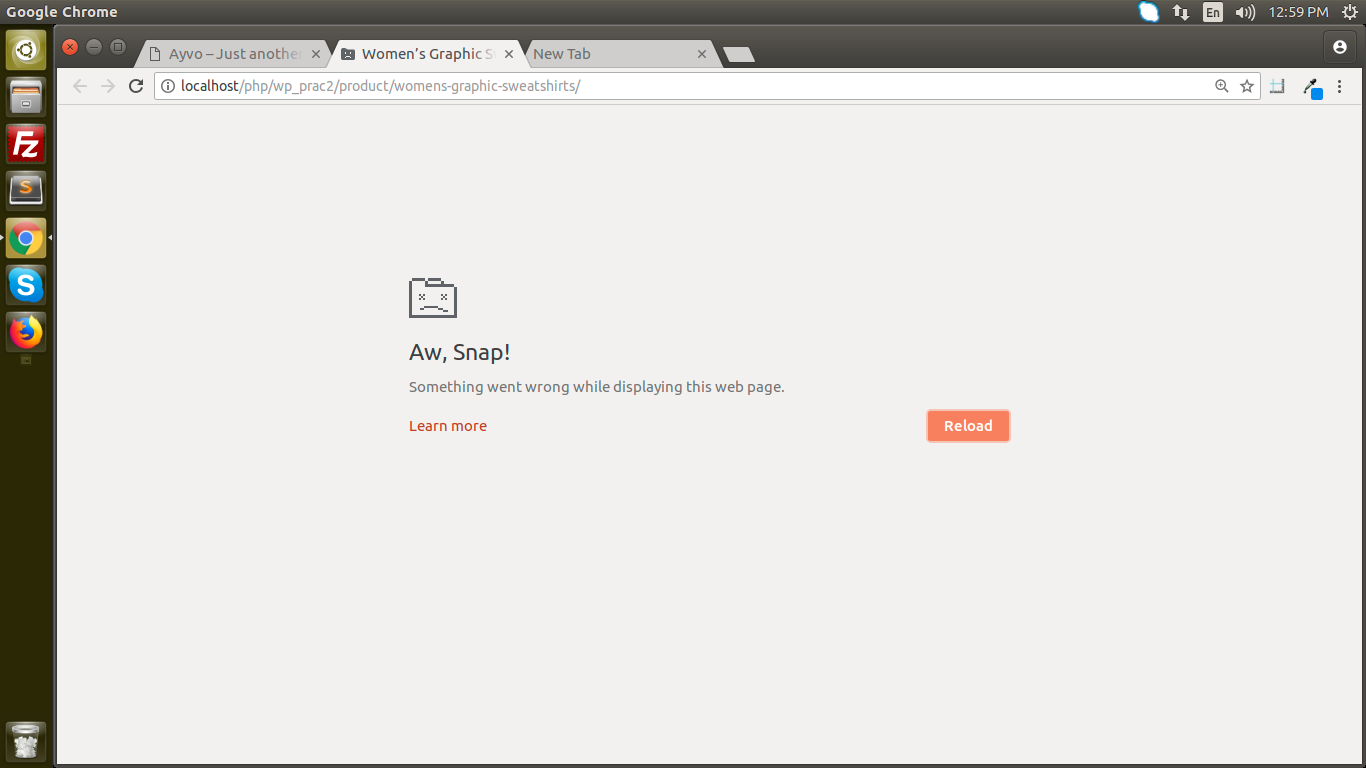 Google Chrome
En
12:59 PM
Ayvo – Just another
Women’s Graphic S
New Tab
localhost/php/wp_prac2/product/womens-graphic-sweatshirts/
Fz
S
S
Aw, Snap!
Something went wrong while displaying this web page.
Learn more
Reload